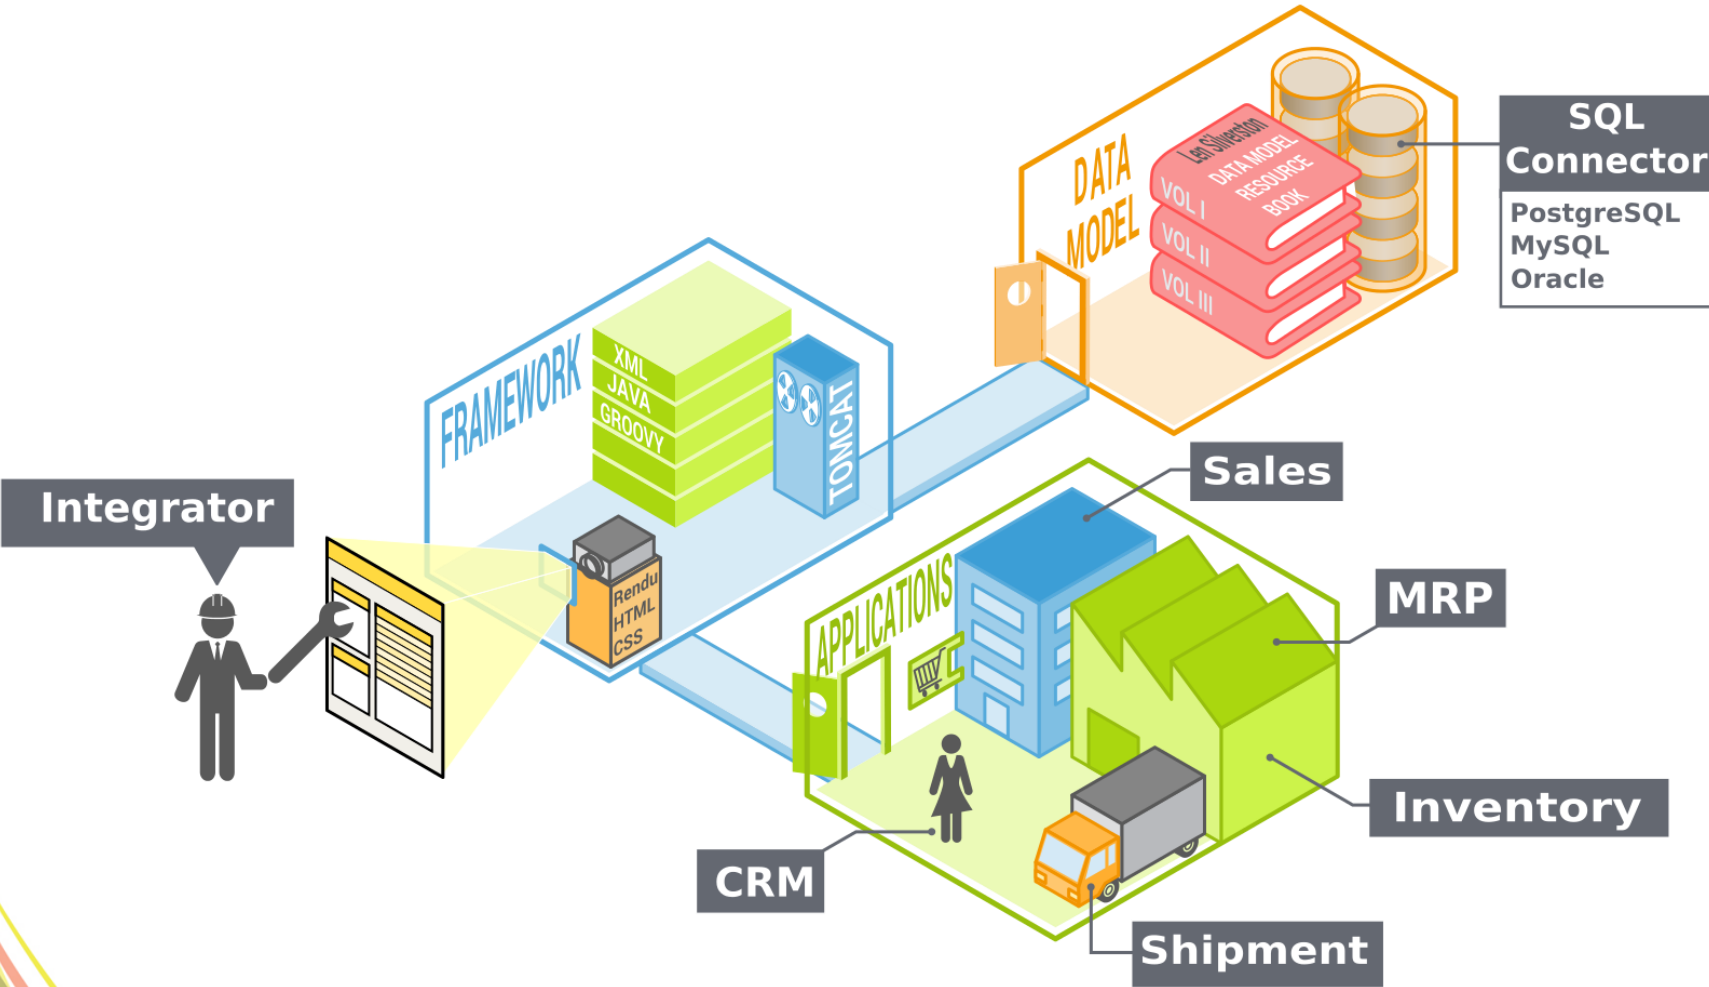 SQL
Connector
PostgreSQL
MySQL
Oracle
DATA
MODEL
Len Silverston
DATA MODEL
RESOURCE
BOOK
VOL I
VOL II
VOL III
FRAMEWORK
XML
JAVA
GROOVY
TOMCAT
Rendu
HTML
CSS
Integrator
APPLICATIONS
Sales
MRP
Inventory
CRM
Shipment